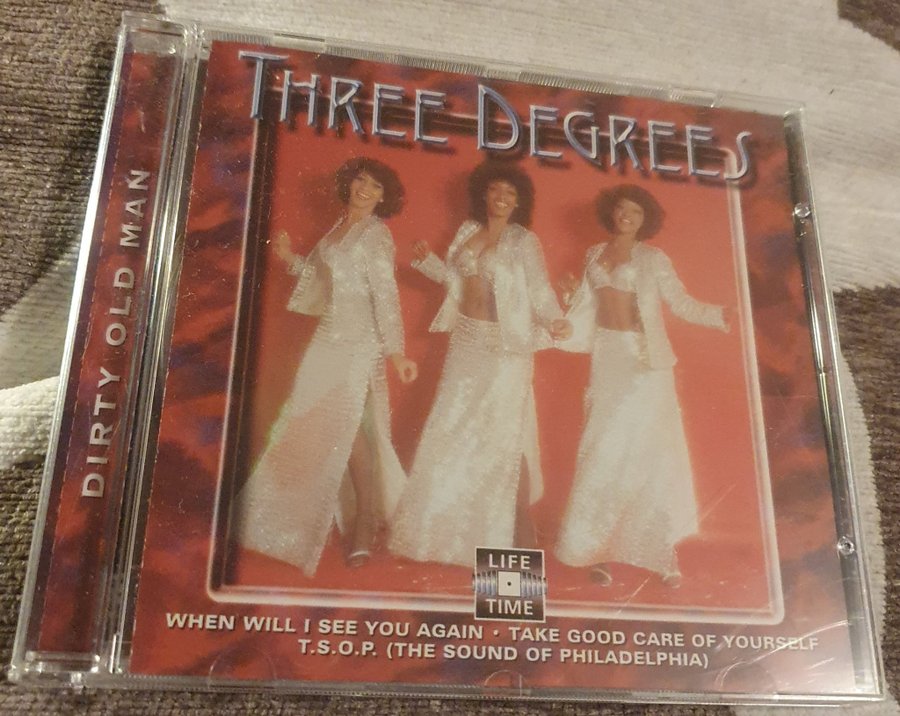 THREE DEGREES
DIRTY OLD MAN
LIFE
TIME
WHEN WILL I SEE YOU AGAIN · TAKE GOOD CARE OF YOURSELF
T.S.O.P. (THE SOUND OF PHILADELPHIA)